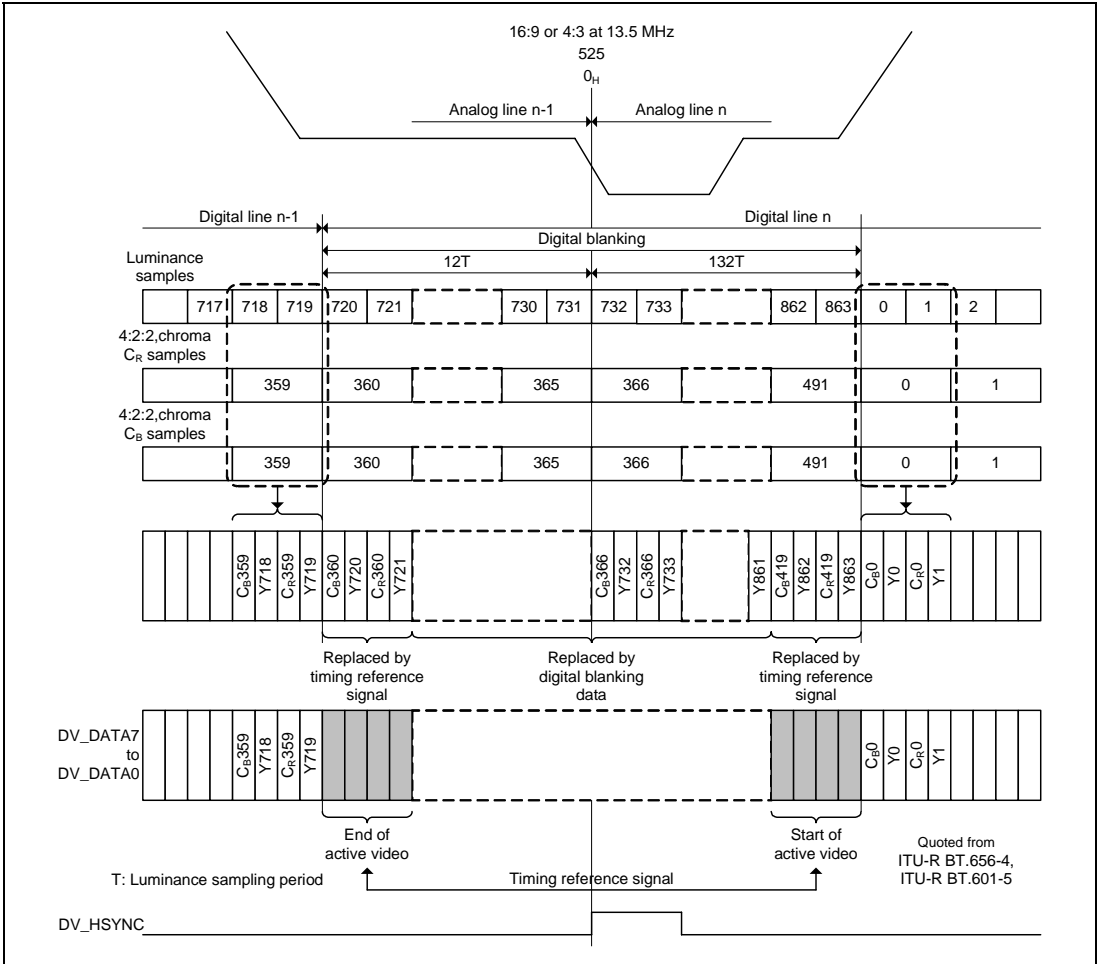 16:9 or 4:3 at 13.5 MHz
525
0H
Analog line n-1 Analog line n
Digital line n-1 Digital line n
Digital blanking
12T 132T
Luminance
samples
717 718 719 720 721 730 731 732 733 862 863 0 1 2
4:2:2,chroma
CR samples
359 360 365 366 491 0 1
4:2:2,chroma
CB samples
359 360 365 366 491 0 1
CB359 Y718 CR359 Y719 CB360 Y720 CR360 Y721 CB366 Y732 CR366 Y733 Y861 CB419 Y862 CR419 Y863 CB0 Y0 CR0 Y1
Replaced by
timing reference
signal
Replaced by
digital blanking
data
Replaced by
timing reference
signal
DV_DATA7
to
DV_DATA0
CB359 Y718 CR359 Y719 CB0 Y0 CR0 Y1
End of
active video
Start of
active video
Quoted from
ITU-R BT.656-4,
ITU-R BT.601-5
T: Luminance sampling period
Timing reference signal
DV_HSYNC